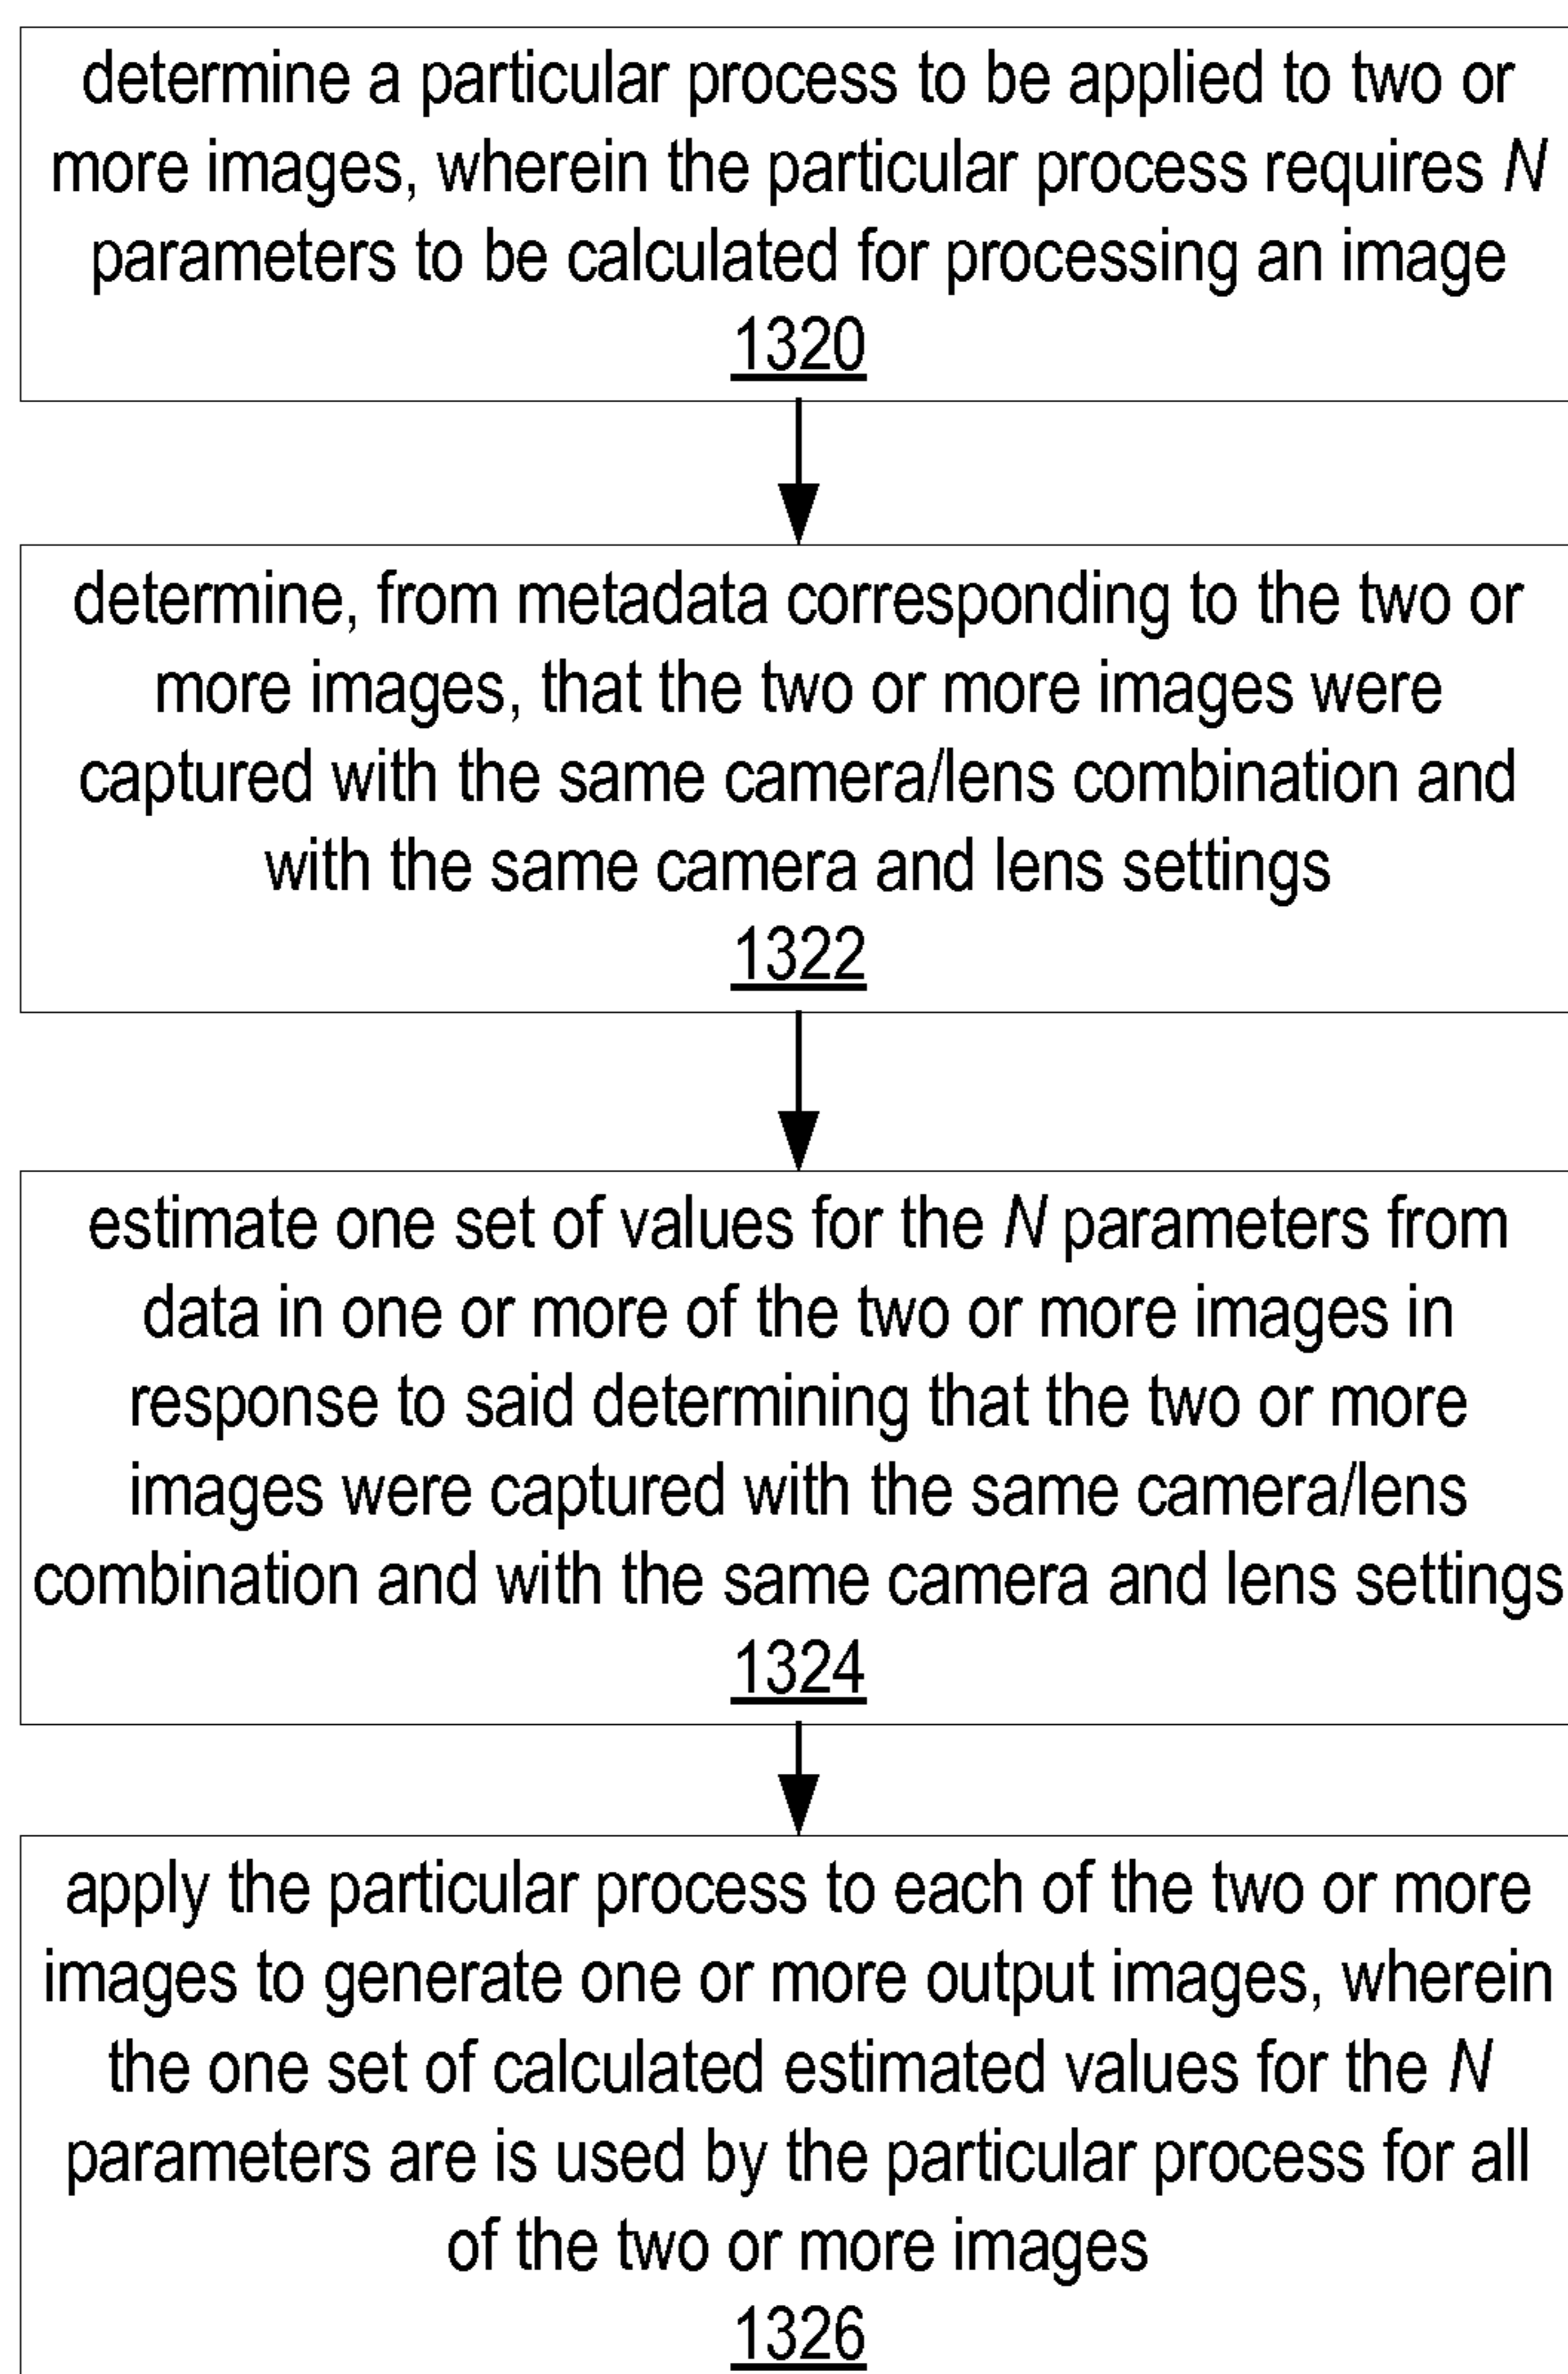 determine a particular process to be applied to two or
more images, wherein the particular process requires N
parameters to be calculated for processing an image
1320
determine, from metadata corresponding to the two or
more images, that the two or more images were
captured with the same camera/lens combination and
with the same camera and lens settings
1322
estimate one set of values for the N parameters from
data in one or more of the two or more images in
response to said determining that the two or more
images were captured with the same camera/lens
combination and with the same camera and lens settings
1324
apply the particular process to each of the two or more
images to generate one or more output images, wherein
the one set of calculated estimated values for the N
parameters are is used by the particular process for all
of the two or more images
1326